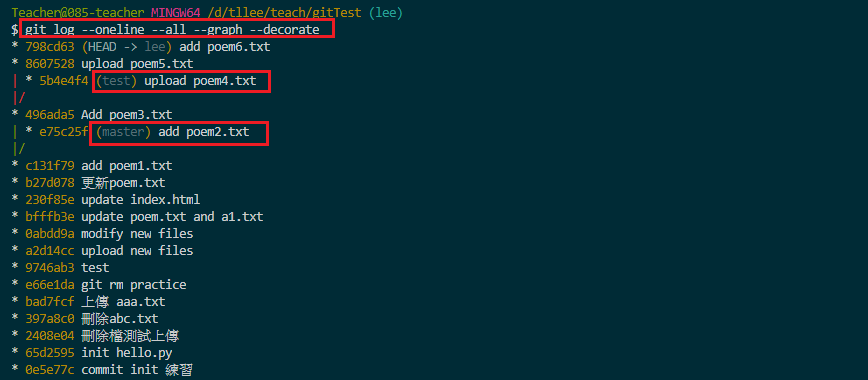 Teacher@085-teacher MINGW64 /d/tllee/teach/gitTest (lee)
$ git log --oneline --all --graph --decorate
* 798cd63 (HEAD -> lee) add poem6.txt
* 8607528 upload poem5.txt
| * 5b4e4f4 (test) upload poem4.txt
|/
* 496ada5 Add poem3.txt
| * e75c25f (master) add poem2.txt
|/
* c131f79 add poem1.txt
* b27d078 更新poem.txt
* 230f85e update index.html
* bfffb3e update poem.txt and a1.txt
* 0abdd9a modify new files
* a2d14cc upload new files
* 9746ab3 test
* e66e1da git rm practice
* bad7fcf 上傳 aaa.txt
* 397a8c0 刪除abc.txt
* 2408e04 刪除檔測試上傳
* 65d2595 init hello.py
* 0e5e77c commit init 練習